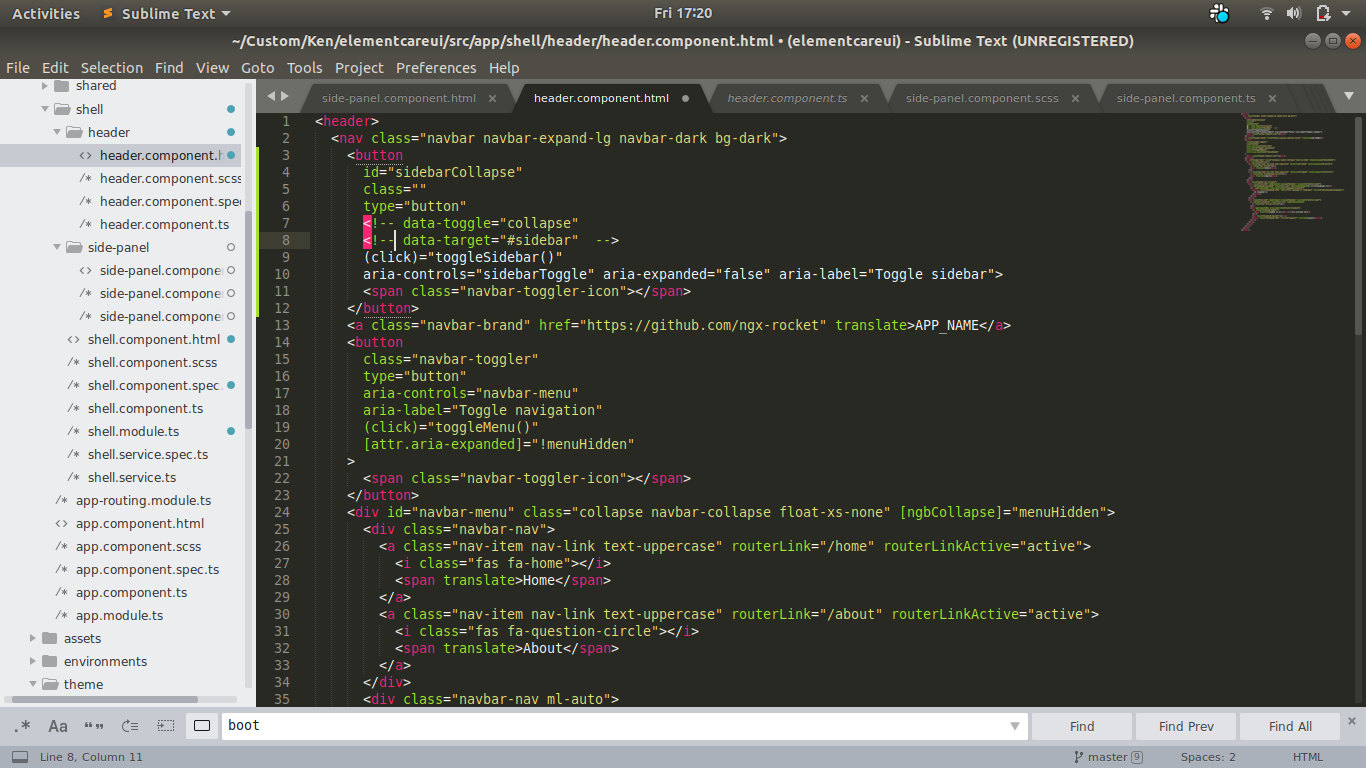 Activities Sublime Text Fri 17:20
~/Custom/Ken/elementcareui/src/app/shell/header/header.component.html • (elementcareui) - Sublime Text (UNREGISTERED)
File Edit Selection Find View Goto Tools Project Preferences Help
shared
shell
header
header.component.h
header.component.scss
header.component.spe
header.component.ts
side-panel
side-panel.compone
side-panel.compone
side-panel.compone
shell.component.html
shell.component.scss
shell.component.spec.
shell.component.ts
shell.module.ts
shell.service.spec.ts
shell.service.ts
app-routing.module.ts
app.component.html
app.component.scss
app.component.spec.ts
app.component.ts
app.module.ts
assets
environments
theme
side-panel.component.html × header.component.html • header.component.ts × side-panel.component.scss × side-panel.component.ts ×
1 <header>
2 <nav class="navbar navbar-expand-lg navbar-dark bg-dark">
3 <button
4 id="sidebarCollapse"
5 class=""
6 type="button"
7 <!-- data-toggle="collapse"
8 <!-- data-target="#sidebar"  -->
9 (click)="toggleSidebar()"
10 aria-controls="sidebarToggle" aria-expanded="false" aria-label="Toggle sidebar">
11 <span class="navbar-toggler-icon"></span>
12 </button>
13 <a class="navbar-brand" href="https://github.com/ngx-rocket" translate>APP_NAME</a>
14 <button
15 class="navbar-toggler"
16 type="button"
17 aria-controls="navbar-menu"
18 aria-label="Toggle navigation"
19 (click)="toggleMenu()"
20 [attr.aria-expanded]="!menuHidden"
21 >
22 <span class="navbar-toggler-icon"></span>
23 </button>
24 <div id="navbar-menu" class="collapse navbar-collapse float-xs-none" [ngbCollapse]="menuHidden">
25 <div class="navbar-nav">
26 <a class="nav-item nav-link text-uppercase" routerLink="/home" routerLinkActive="active">
27 <i class="fas fa-home"></i>
28 <span translate>Home</span>
29 </a>
30 <a class="nav-item nav-link text-uppercase" routerLink="/about" routerLinkActive="active">
31 <i class="fas fa-question-circle"></i>
32 <span translate>About</span>
33 </a>
34 </div>
35 <div class="navbar-nav ml-auto">
.* Aa “” boot Find Find Prev Find All ×
Line 8, Column 11 master 9 Spaces: 2 HTML